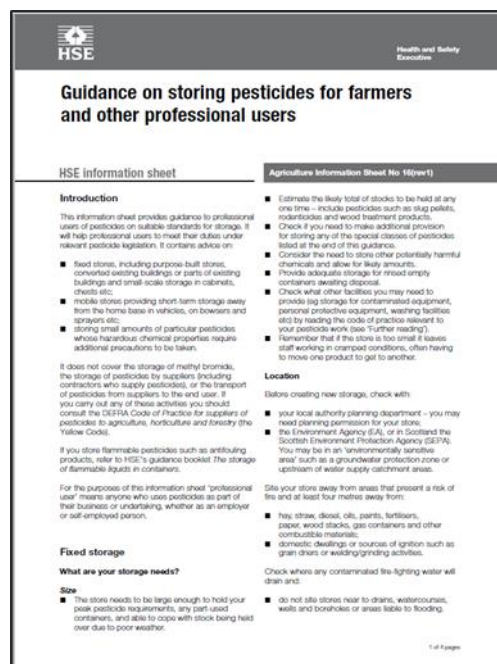 HSE
Health and Safety
Executive
Guidance on storing pesticides for farmers
and other professional users
HSE information sheet
Agriculture Information Sheet No 16(rev1)
Introduction
This information sheet provides guidance to professional
users of pesticides on suitable standards for storage. It
will help professional users to meet their duties under
relevant pesticide legislation. It contains advice on:
■ fixed stores, including purpose-built stores,
converted existing buildings or parts of existing
buildings and small-scale storage in cabinets,
chests etc;
■ mobile stores providing short-term storage away
from the home base in vehicles, on bowsers and
sprayers etc;
■ storing small amounts of particular pesticides
whose hazardous chemical properties require
additional precautions to be taken.
It does not cover the storage of methyl bromide,
the storage of pesticides by suppliers (including
contractors who supply pesticides), or the transport
of pesticides from suppliers to the end user. If
you carry out any of these activities you should
consult the DEFRA Code of Practice for suppliers of
pesticides to agriculture, horticulture and forestry (the
Yellow Code).
If you store flammable pesticides such as antifouling
products, refer to HSE's guidance booklet The storage
of flammable liquids in containers.
For the purposes of this information sheet 'professional
user' means anyone who uses pesticides as part of
their business or undertaking, whether as an employer
or self-employed person.
Fixed storage
What are your storage needs?
Size
■ The store needs to be large enough to hold your
peak pesticide requirements, any part-used
containers, and able to cope with stock being held
over due to poor weather.
■ Estimate the likely total of stocks to be held at any
one time – include pesticides such as slug pellets,
rodenticides and wood treatment products.
■ Check if you need to make additional provision
for storing any of the special classes of pesticides
listed at the end of this guidance.
■ Consider the need to store other potentially harmful
chemicals and allow for likely amounts.
■ Provide adequate storage for rinsed empty
containers awaiting disposal.
■ Check what other facilities you may need to
provide (eg storage for contaminated equipment,
personal protective equipment, washing facilities
etc) by reading the code of practice relevant to
your pesticide work (see 'Further reading').
■ Remember that if the store is too small it leaves
staff working in cramped conditions, often having
to move one product to get to another.
Location
Before creating new storage, check with:
■ your local authority planning department – you may
need planning permission for your store;
■ the Environment Agency (EA), or in Scotland the
Scottish Environment Protection Agency (SEPA).
You may be in an 'environmentally sensitive
area' such as a groundwater protection zone or
upstream of water supply catchment areas.
Site your store away from areas that present a risk of
fire and at least four metres away from:
■ hay, straw, diesel, oils, paints, fertilisers,
paper, wood stacks, gas containers and other
combustible materials;
■ domestic dwellings or sources of ignition such as
grain driers or welding/grinding activities.
Check where any contaminated fire-fighting water will
drain and:
■ do not site stores near to drains, watercourses,
wells and boreholes or areas liable to flooding.
1 of 4 pages